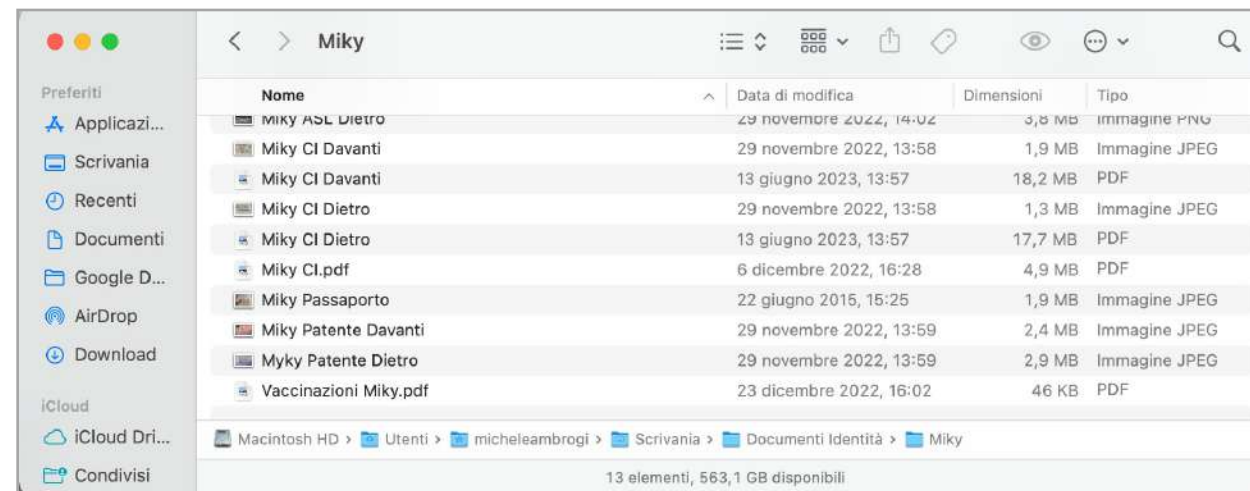 Miky
Preferiti
Applicazi...
Scrivania
Recenti
Documenti
Google D...
AirDrop
Download
iCloud
iCloud Dri...
Condivisi
Nome Data di modifica Dimensioni Tipo
Miky ASL Dietro 29 novembre 2022, 14:02 3,8 MB Immagine PNG
Miky CI Davanti 29 novembre 2022, 13:58 1,9 MB Immagine JPEG
Miky CI Davanti 13 giugno 2023, 13:57 18,2 MB PDF
Miky CI Dietro 29 novembre 2022, 13:58 1,3 MB Immagine JPEG
Miky CI Dietro 13 giugno 2023, 13:57 17,7 MB PDF
Miky CI.pdf 6 dicembre 2022, 16:28 4,9 MB PDF
Miky Passaporto 22 giugno 2015, 15:25 1,9 MB Immagine JPEG
Miky Patente Davanti 29 novembre 2022, 13:59 2,4 MB Immagine JPEG
Myky Patente Dietro 29 novembre 2022, 13:59 2,9 MB Immagine JPEG
Vaccinazioni Miky.pdf 23 dicembre 2022, 16:02 46 KB PDF
Macintosh HD > Utenti > micheleambrogi > Scrivania > Documenti Identità > Miky
13 elementi, 563,1 GB disponibili